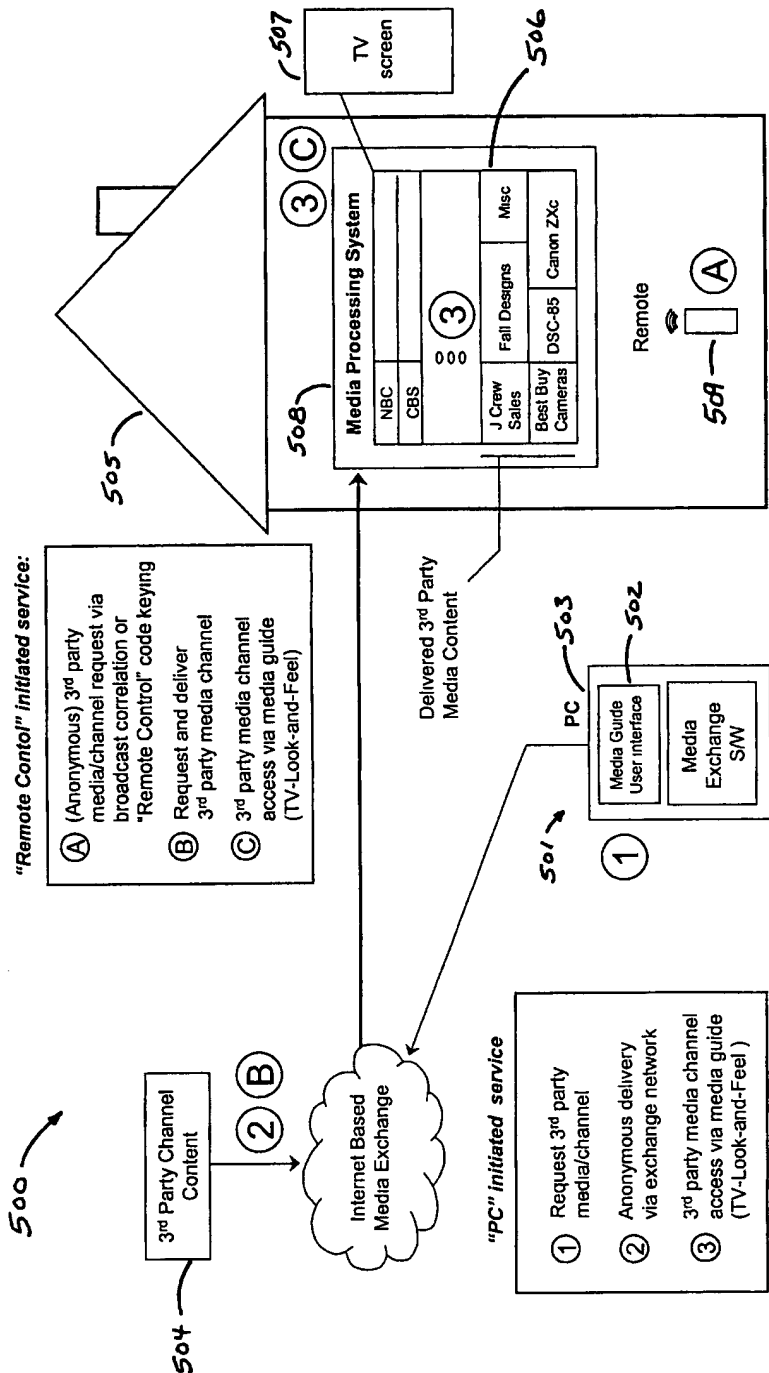 500
504
3rd Party Channel
Content
2 B
Internet Based
Media Exchange
"Remote Contol" initiated service:
A (Anonymous) 3rd party
media/channel request via
broadcast correlation or
"Remote Control" code keying
B Request and deliver
3rd party media channel
C 3rd party media channel
access via media guide
(TV-Look-and-Feel)
505
3 C
507
TV
screen
508
Media Processing System
NBC
CBS
000
3
J Crew
Sales
Fall Designs
Misc
Best Buy
Cameras
DSC-85
Canon ZXc
506
Delivered 3rd Party
Media Content
Remote
509
A
"PC" initiated service
1 Request 3rd party
media/channel
2 Anonymous delivery
via exchange network
3 3rd party media channel
access via media guide
(TV-Look-and-Feel )
501
1
PC
503
502
Media Guide
User interface
Media
Exchange
S/W